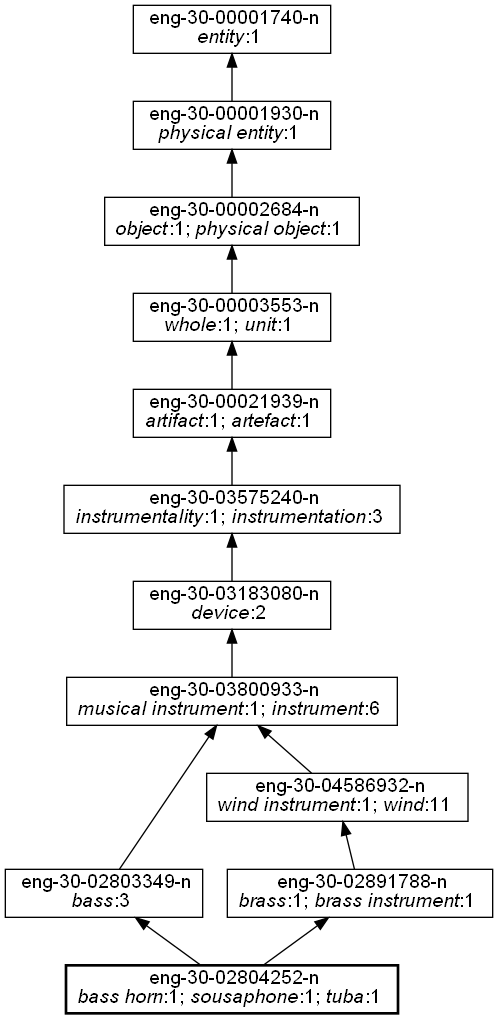 eng-30-00001740-n
entity:1
eng-30-00001930-n
physical entity:1
eng-30-00002684-n
object:1; physical object:1
eng-30-00003553-n
whole:1; unit:1
eng-30-00021939-n
artifact:1; artefact:1
eng-30-03575240-n
instrumentality:1; instrumentation:3
eng-30-03183080-n
device:2
eng-30-03800933-n
musical instrument:1; instrument:6
eng-30-04586932-n
wind instrument:1; wind:11
eng-30-02803349-n
bass:3
eng-30-02891788-n
brass:1; brass instrument:1
eng-30-02804252-n
bass horn:1; sousaphone:1; tuba:1